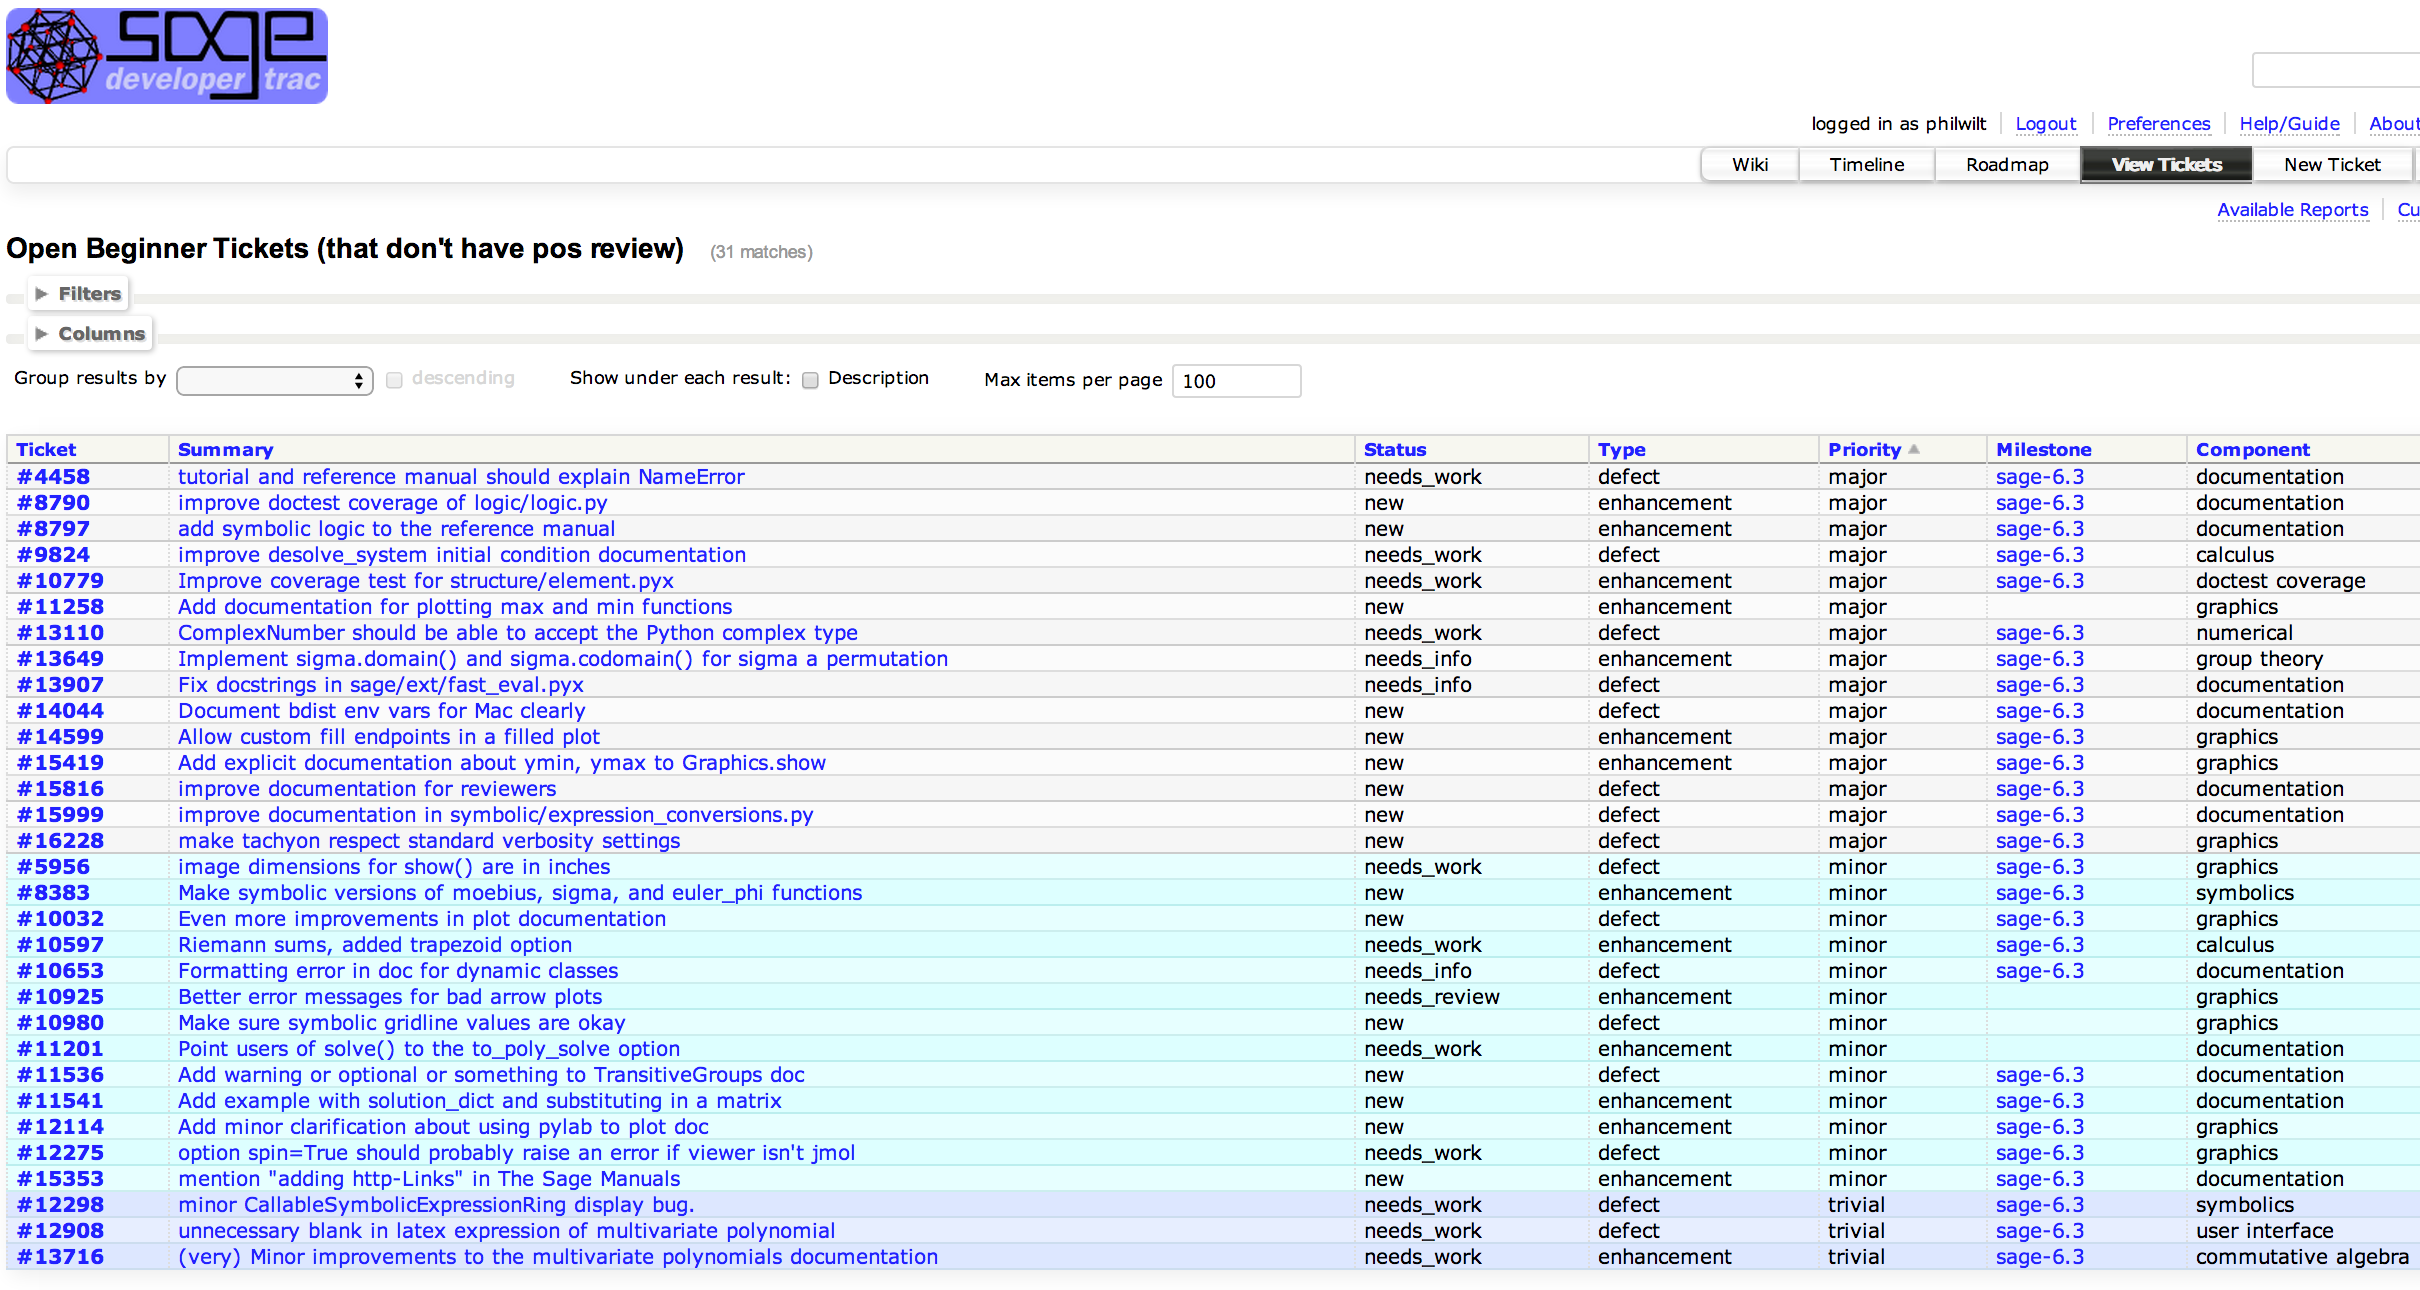 sage
developer trac
logged in as philwilt Logout Preferences Help/Guide About
Wiki Timeline Roadmap View Tickets New Ticket
Available Reports Cu
Open Beginner Tickets (that don't have pos review) (31 matches)
Filters
Columns
Group results by descending Show under each result: Description Max items per page 100
Ticket Summary Status Type Priority Milestone Component
#4458 tutorial and reference manual should explain NameError needs_work defect major sage-6.3 documentation
#8790 improve doctest coverage of logic/logic.py new enhancement major sage-6.3 documentation
#8797 add symbolic logic to the reference manual new enhancement major sage-6.3 documentation
#9824 improve desolve_system initial condition documentation needs_work defect major sage-6.3 calculus
#10779 Improve coverage test for structure/element.pyx needs_work enhancement major sage-6.3 doctest coverage
#11258 Add documentation for plotting max and min functions new enhancement major graphics
#13110 ComplexNumber should be able to accept the Python complex type needs_work defect major sage-6.3 numerical
#13649 Implement sigma.domain() and sigma.codomain() for sigma a permutation needs_info enhancement major sage-6.3 group theory
#13907 Fix docstrings in sage/ext/fast_eval.pyx needs_info defect major sage-6.3 documentation
#14044 Document bdist env vars for Mac clearly new defect major sage-6.3 documentation
#14599 Allow custom fill endpoints in a filled plot new enhancement major sage-6.3 graphics
#15419 Add explicit documentation about ymin, ymax to Graphics.show new enhancement major sage-6.3 graphics
#15816 improve documentation for reviewers new defect major sage-6.3 documentation
#15999 improve documentation in symbolic/expression_conversions.py new defect major sage-6.3 documentation
#16228 make tachyon respect standard verbosity settings new defect major sage-6.3 graphics
#5956 image dimensions for show() are in inches needs_work defect minor sage-6.3 graphics
#8383 Make symbolic versions of moebius, sigma, and euler_phi functions new enhancement minor sage-6.3 symbolics
#10032 Even more improvements in plot documentation new defect minor sage-6.3 graphics
#10597 Riemann sums, added trapezoid option needs_work enhancement minor sage-6.3 calculus
#10653 Formatting error in doc for dynamic classes needs_info defect minor sage-6.3 documentation
#10925 Better error messages for bad arrow plots needs_review enhancement minor graphics
#10980 Make sure symbolic gridline values are okay new defect minor graphics
#11201 Point users of solve() to the to_poly_solve option needs_work enhancement minor documentation
#11536 Add warning or optional or something to TransitiveGroups doc new defect minor sage-6.3 documentation
#11541 Add example with solution_dict and substituting in a matrix new enhancement minor sage-6.3 documentation
#12114 Add minor clarification about using pylab to plot doc new enhancement minor sage-6.3 graphics
#12275 option spin=True should probably raise an error if viewer isn't jmol needs_work defect minor sage-6.3 graphics
#15353 mention "adding http-Links" in The Sage Manuals new enhancement minor sage-6.3 documentation
#12298 minor CallableSymbolicExpressionRing display bug. needs_work defect trivial sage-6.3 symbolics
#12908 unnecessary blank in latex expression of multivariate polynomial needs_work defect trivial sage-6.3 user interface
#13716 (very) Minor improvements to the multivariate polynomials documentation needs_work enhancement trivial sage-6.3 commutative algebra